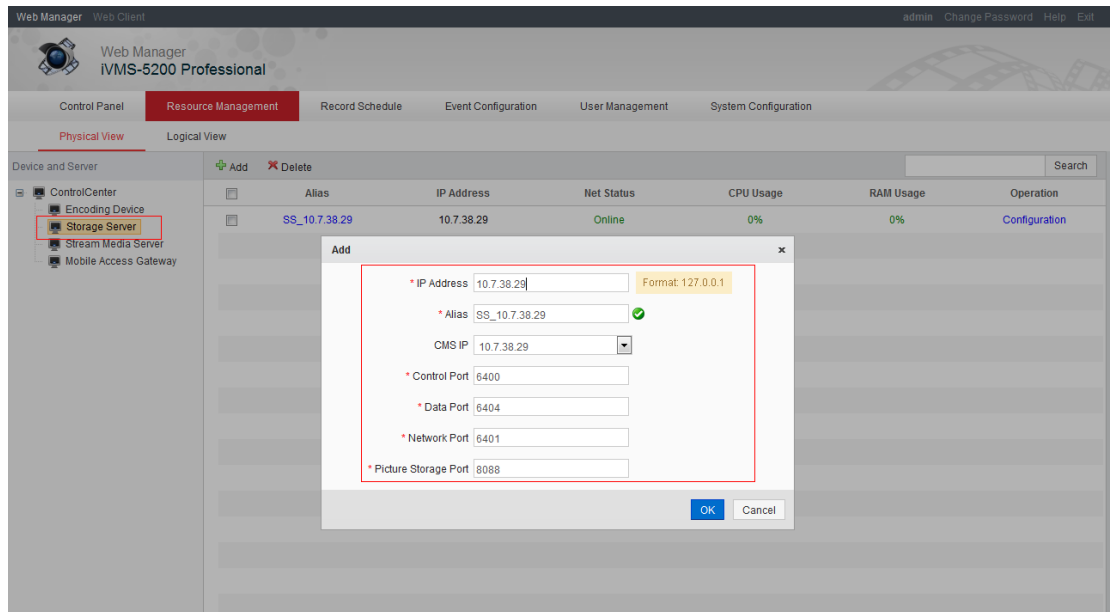 Web Manager Web Client admin Change Password Help Exit
Web Manager
iVMS-5200 Professional
Control Panel Resource Management Record Schedule Event Configuration User Management System Configuration
Physical View Logical View
Device and Server Add Delete Search
ControlCenter
Encoding Device
Storage Server
Stream Media Server
Mobile Access Gateway
Alias IP Address Net Status CPU Usage RAM Usage Operation
SS_10.7.38.29 10.7.38.29 Online 0% 0% Configuration
Add x
* IP Address 10.7.38.29 Format: 127.0.0.1
* Alias SS_10.7.38.29
CMS IP 10.7.38.29
* Control Port 6400
* Data Port 6404
* Network Port 6401
* Picture Storage Port 8088
OK Cancel